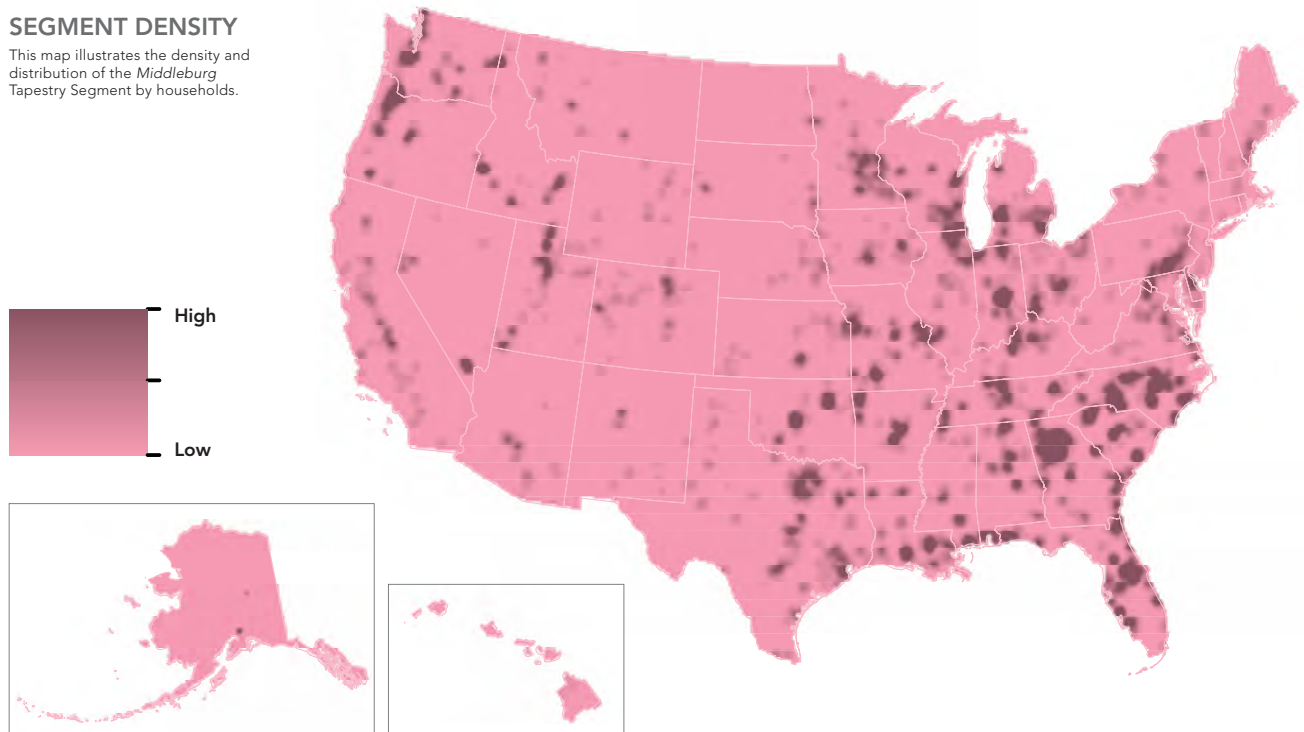 SEGMENT DENSITY
This map illustrates the density and
distribution of the Middleburg
Tapestry Segment by households.
High
Low